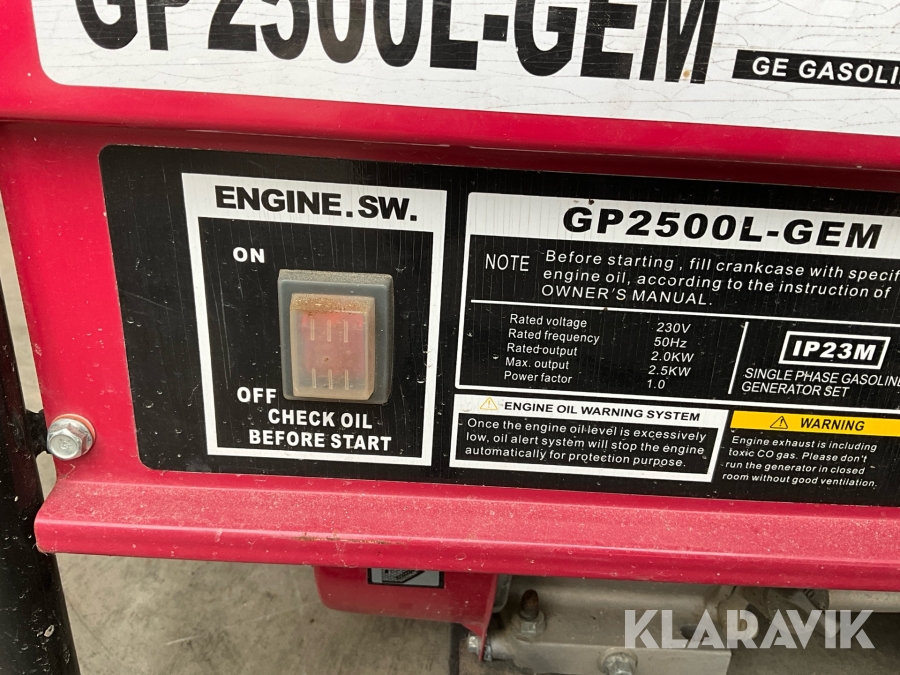 GP2500L-GEM
GE GASOLI
ENGINE.SW.
ON
OFF
CHECK OIL
BEFORE START
GP2500L-GEM
NOTE Before starting, fill crankcase with specif
engine oil, according to the instruction of
OWNER'S MANUAL.
Rated voltage 230V
Rated frequency 50Hz
Rated output 2.0KW
Max. output 2.5KW
Power factor 1.0
IP23M
SINGLE PHASE GASOLINE
GENERATOR SET
ENGINE OIL WARNING SYSTEM
Once the engine oil level is excessively
low, oil alert system will stop the engine
automatically for protection purpose.
WARNING
Engine exhaust is including
toxic CO gas. Please don't
run the generator in closed
room without good ventilation.
KLARAVIK